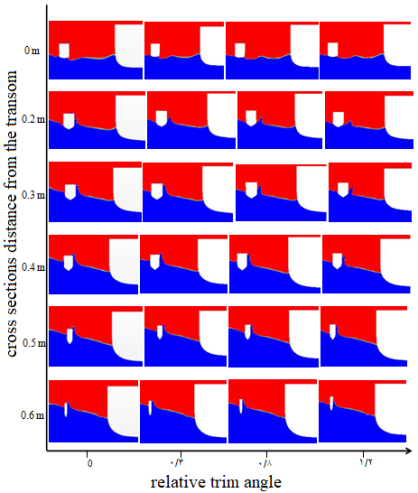 cross sections distance from the transom
0 m
0.2 m
0.3 m
0.4 m
0.5 m
0.6 m
0 ۰/۴ ۰/۸ ۱/۲
relative trim angle